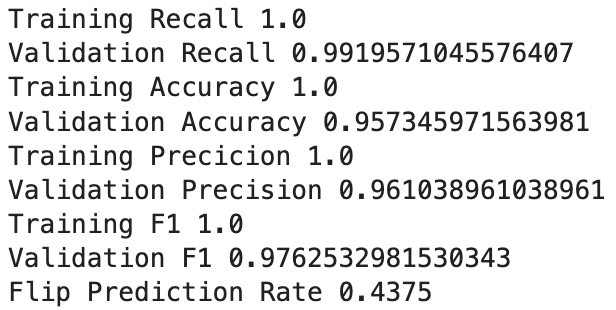 Training Recall 1.0
Validation Recall 0.9919571045576407
Training Accuracy 1.0
Validation Accuracy 0.957345971563981
Training Precicion 1.0
Validation Precision 0.961038961038961
Training F1 1.0
Validation F1 0.9762532981530343
Flip Prediction Rate 0.4375